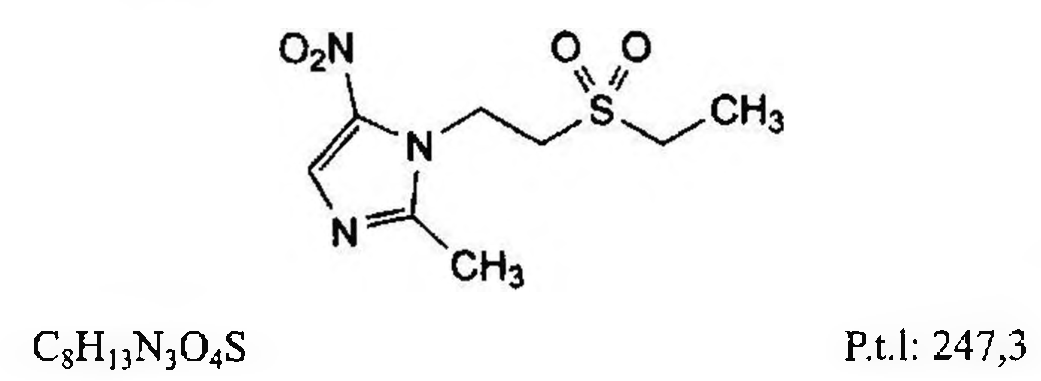 O₂N
O O
S
CH₃
N
N
CH₃
C₈H₁₃N₃O₄S P.t.l: 247,3